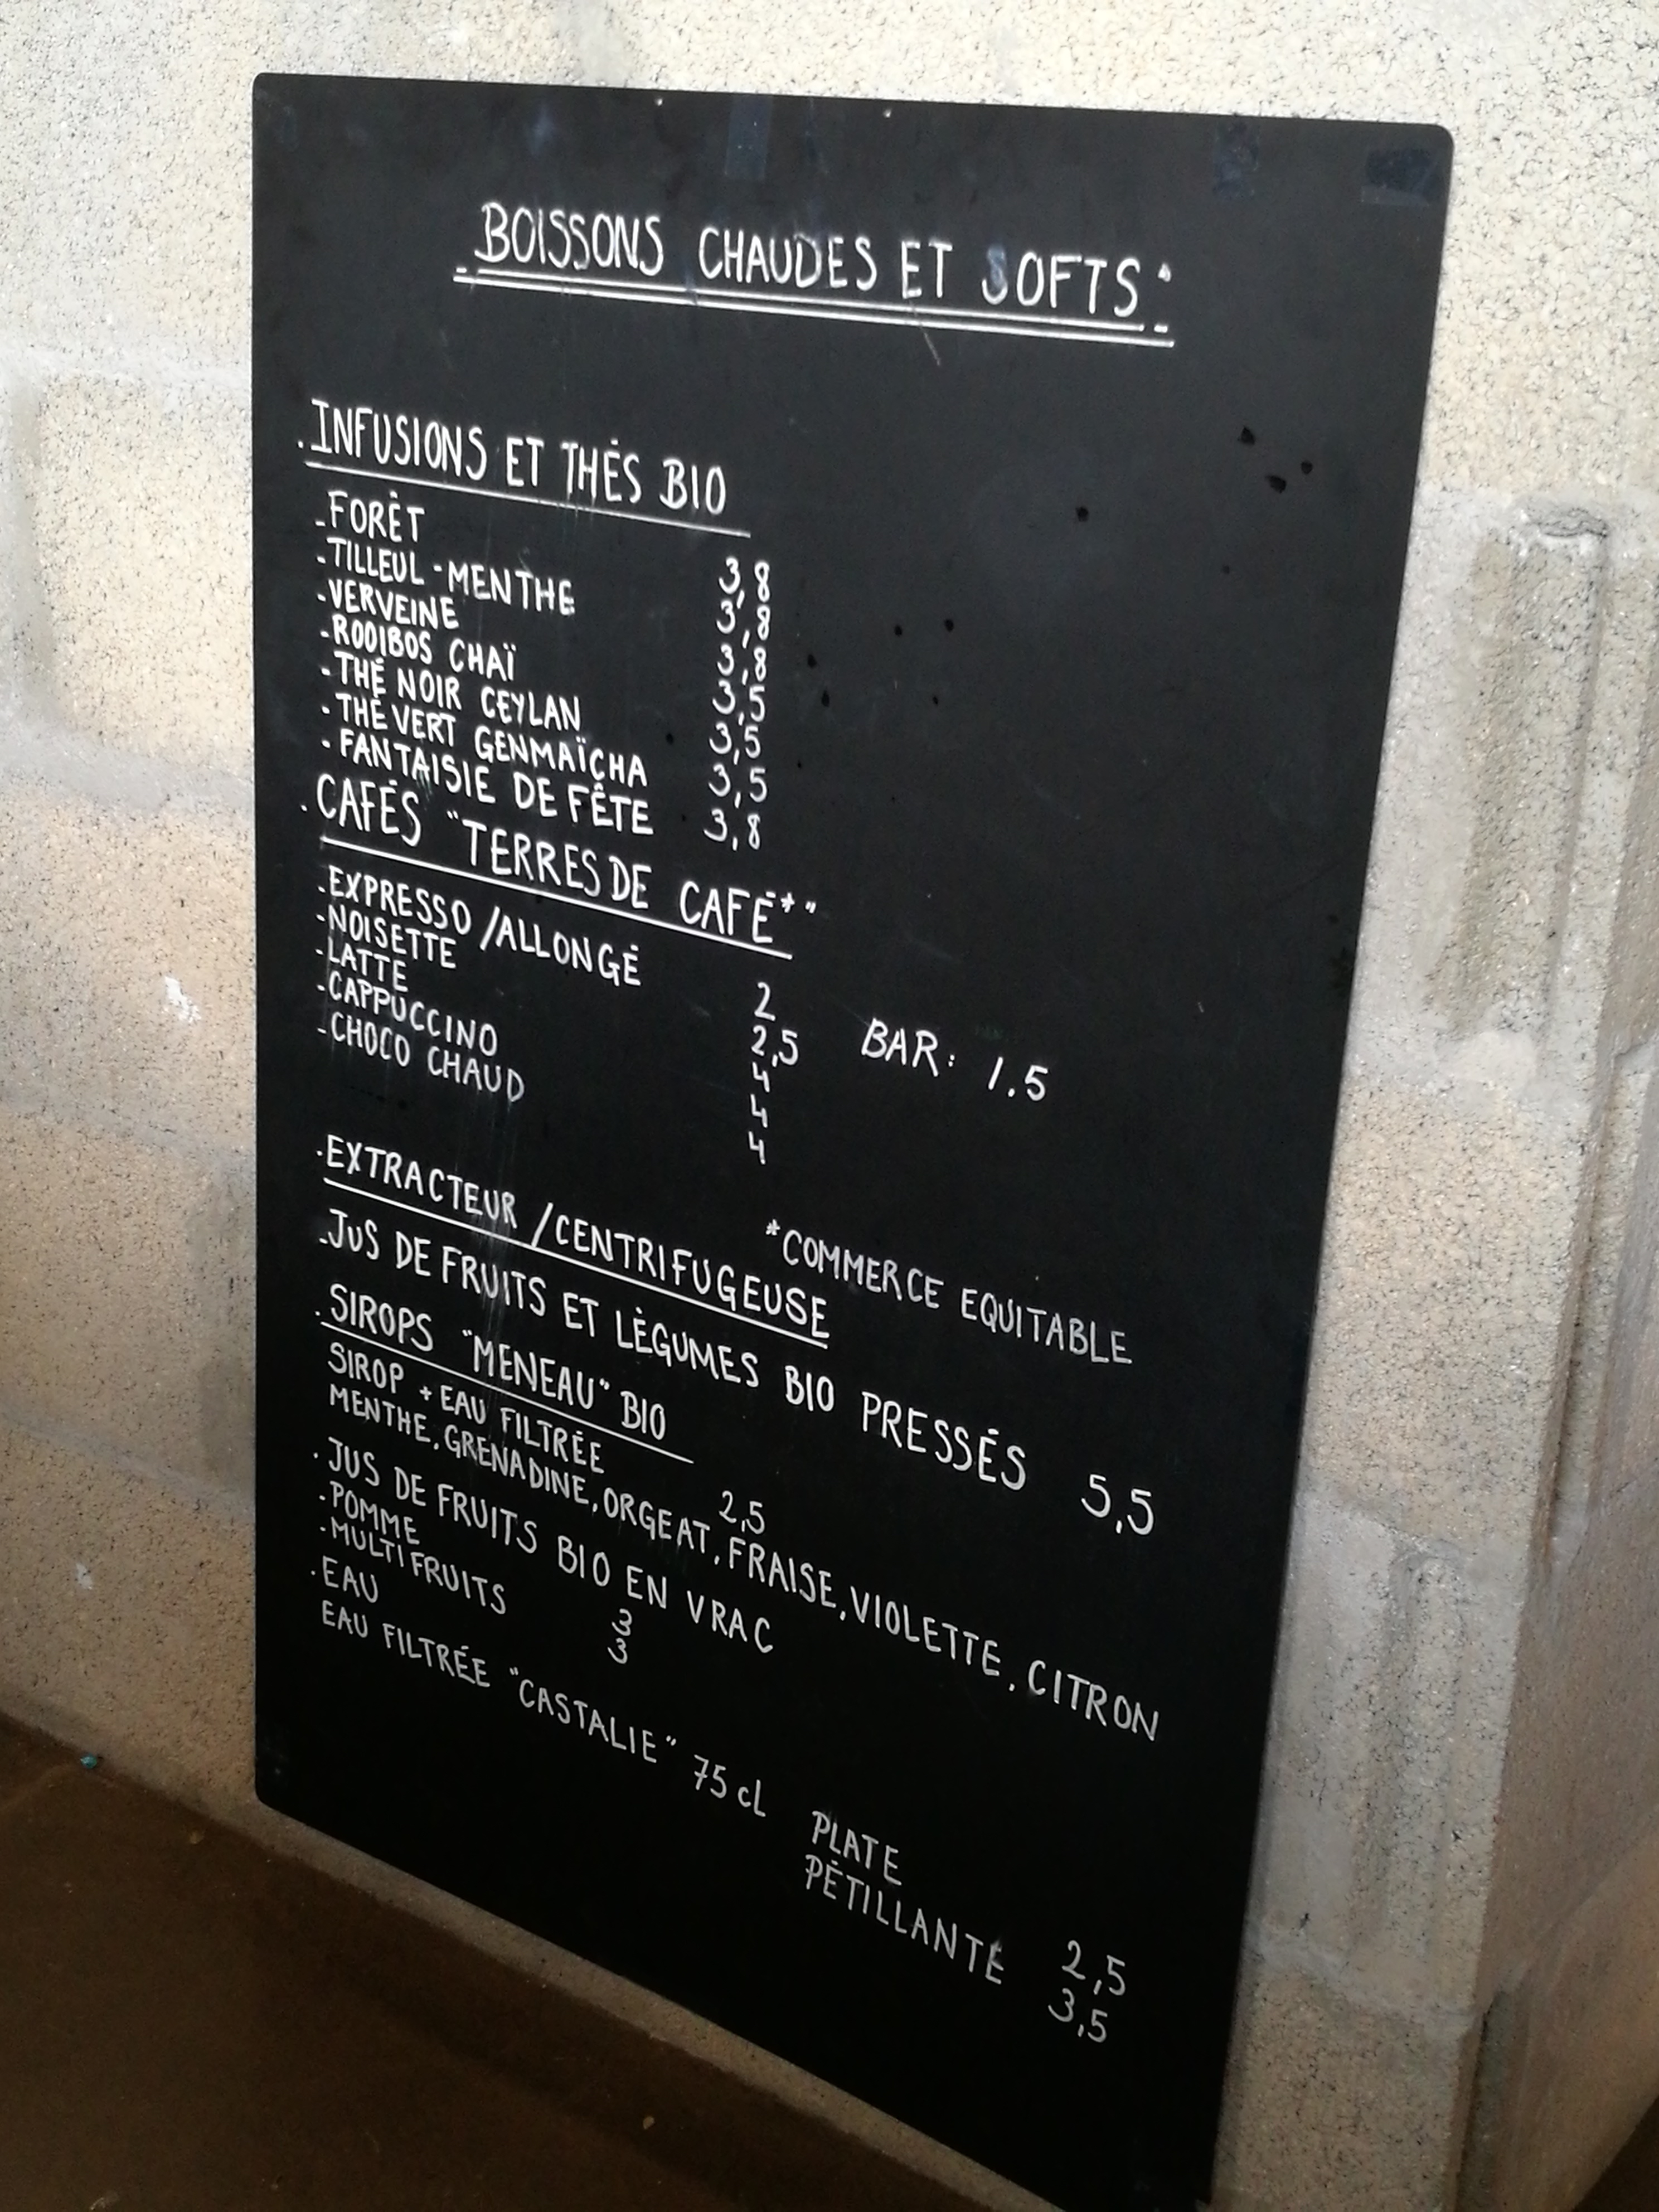 BOISSONS CHAUDES ET SOFTS:
. INFUSIONS ET THÉS BIO
- FORÊT 3,8
- TILLEUL - MENTHE 3,8
- VERVEINE 3,8
- ROOIBOS CHAÏ 3,5
- THÉ NOIR CEYLAN 3,5
- THÉ VERT GENMAÏCHA 3,5
- FANTAISIE DE FÊTE 3,8
. CAFÉS "TERRES DE CAFÉ*"
- EXPRESSO / ALLONGÉ 2 BAR: 1.5
- NOISETTE 2,5
- LATTE 4
- CAPPUCCINO 4
- CHOCO CHAUD 4
*COMMERCE EQUITABLE
. EXTRACTEUR / CENTRIFUGEUSE
- JUS DE FRUITS ET LÉGUMES BIO PRESSÉS 5,5
. SIROPS "MENEAU" BIO
SIROP + EAU FILTRÉE 2,5
MENTHE, GRENADINE, ORGEAT, FRAISE, VIOLETTE, CITRON
. JUS DE FRUITS BIO EN VRAC
- POMME 3
- MULTIFRUITS 3
. EAU
EAU FILTRÉE "CASTALIE" 75 cL PLATE 2,5
PÉTILLANTE 3,5